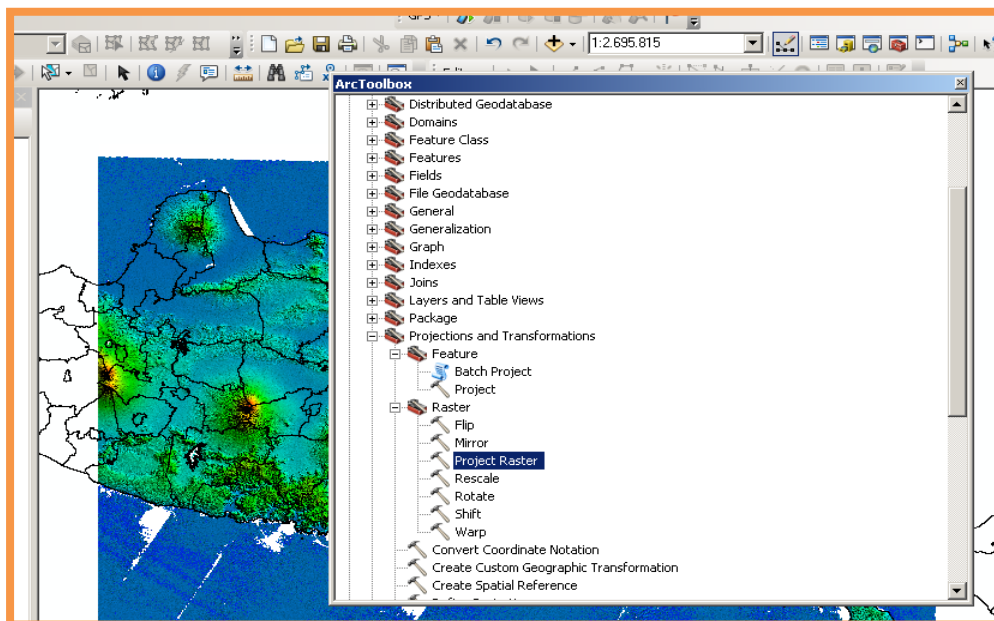 GPS
1:2.695.815
ArcToolbox
Distributed Geodatabase
Domains
Feature Class
Features
Fields
File Geodatabase
General
Generalization
Graph
Indexes
Joins
Layers and Table Views
Package
Projections and Transformations
Feature
Batch Project
Project
Raster
Flip
Mirror
Project Raster
Rescale
Rotate
Shift
Warp
Convert Coordinate Notation
Create Custom Geographic Transformation
Create Spatial Reference